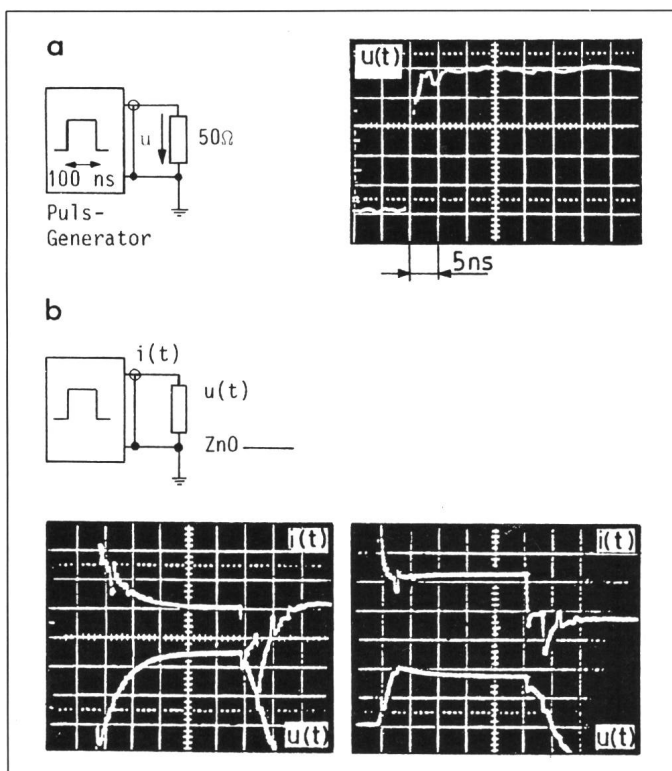 a
u(t)
u
50Ω
100 ns
Puls-
Generator
5ns
b
i(t)
u(t)
ZnO
i(t)
u(t)
i(t)
u(t)